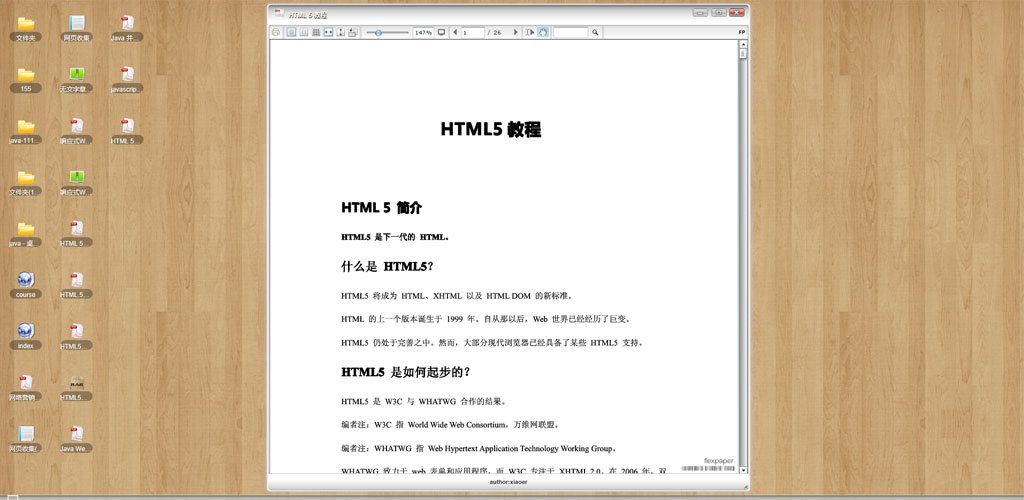 HTML 5 教程
147%
1 / 26
FP
文件夹
网页收集
Java 并...
155
无文字章...
javascrip...
java-111...
响应式W...
HTML 5...
文件夹(1...
响应式W...
java - 桌...
HTML 5...
course
HTML 5...
index
HTML5...
网络营销...
HTML5...
网页收集(...
Java We...
HTML5 教程
HTML 5 简介
HTML5 是下一代的 HTML。
什么是 HTML5？
HTML5 将成为 HTML、XHTML 以及 HTML DOM 的新标准。
HTML 的上一个版本诞生于 1999 年。自从那以后，Web 世界已经经历了巨变。
HTML5 仍处于完善之中。然而，大部分现代浏览器已经具备了某些 HTML5 支持。
HTML5 是如何起步的？
HTML5 是 W3C 与 WHATWG 合作的结果。
编者注：W3C 指 World Wide Web Consortium，万维网联盟。
编者注：WHATWG 指 Web Hypertext Application Technology Working Group。
WHATWG 致力于 web 表单和应用程序，而 W3C 专注于 XHTML 2.0。在 2006 年，双
flexpaper
author:xiaoer